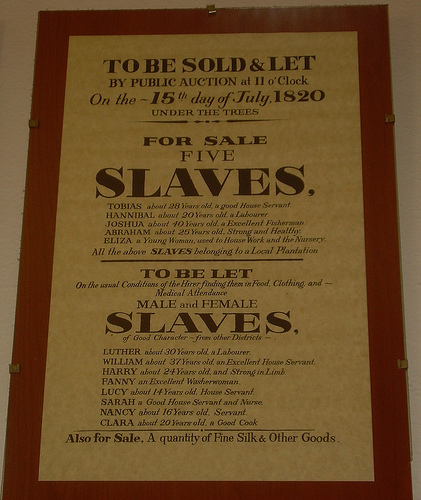 TO BE SOLD & LET
BY PUBLIC AUCTION at 11 o'Clock
On the ~ 15th day of July, 1820
UNDER THE TREES
FOR SALE
FIVE
SLAVES,
TOBIAS about 28 Years old, a good House Servant
HANNIBAL about 20 Years old, a Labourer
JOSHUA about 40 Years old, a Excellent Fisherman
ABRAHAM about 25 Years old, Strong and Healthy.
ELIZA a Young Woman, used to House Work and the Nursery.
All the above SLAVES belonging to a Local Plantation
TO BE LET
On the usual Conditions of the Hirer finding them in Food, Clothing, and —
Medical Attendance
MALE and FEMALE
SLAVES,
of Good Character ~ from other Districts —
LUTHER about 30 Years old, a Labourer.
WILLIAM about 37 Years old, an Excellent House Servant.
HARRY about 24 Years old, and Strong in Limb
FANNY an Excellent Washerwoman.
LUCY about 14 Years old, House Servant.
SARAH a Good House Servant and Nurse.
NANCY about 16 Years old, Servant.
CLARA about 20 Years old, a Good Cook
Also for Sale, A quantity of Fine Silk & Other Goods.